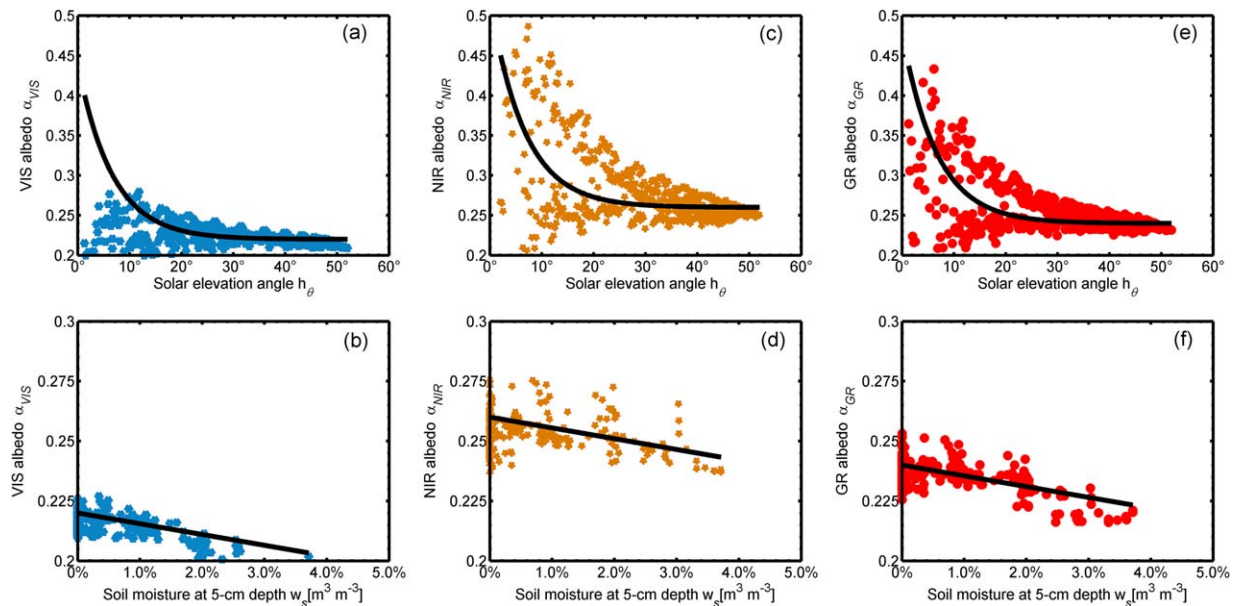 (a)
0.5
0.45
0.4
0.35
0.3
0.25
0.2
VIS albedo α_VIS
0° 10° 20° 30° 40° 50° 60°
Solar elevation angle h_θ
(c)
0.5
0.45
0.4
0.35
0.3
0.25
0.2
NIR albedo α_NIR
0° 10° 20° 30° 40° 50° 60°
Solar elevation angle h_θ
(e)
0.5
0.45
0.4
0.35
0.3
0.25
0.2
GR albedo α_GR
0° 10° 20° 30° 40° 50° 60°
Solar elevation angle h_θ
(b)
0.3
0.275
0.25
0.225
0.2
VIS albedo α_VIS
0% 1.0% 2.0% 3.0% 4.0% 5.0%
Soil moisture at 5-cm depth w_s[m³ m⁻³]
(d)
0.3
0.275
0.25
0.225
0.2
NIR albedo α_NIR
0% 1.0% 2.0% 3.0% 4.0% 5.0%
Soil moisture at 5-cm depth w_s[m³ m⁻³]
(f)
0.3
0.275
0.25
0.225
0.2
GR albedo α_GR
0% 1.0% 2.0% 3.0% 4.0% 5.0%
Soil moisture at 5-cm depth w_s[m³ m⁻³]